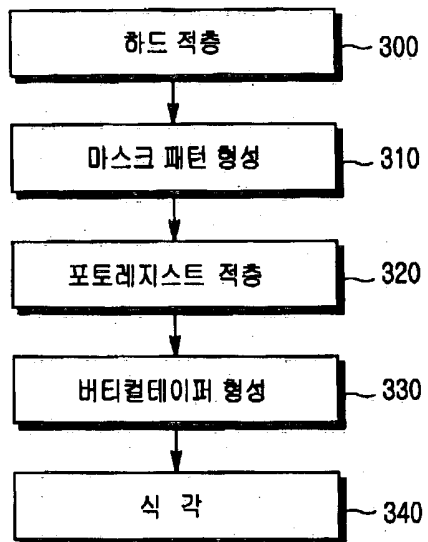 하드 적층
300
마스크 패턴 형성
310
포토레지스트 적층
320
버티컬테이퍼 형성
330
식 각
340